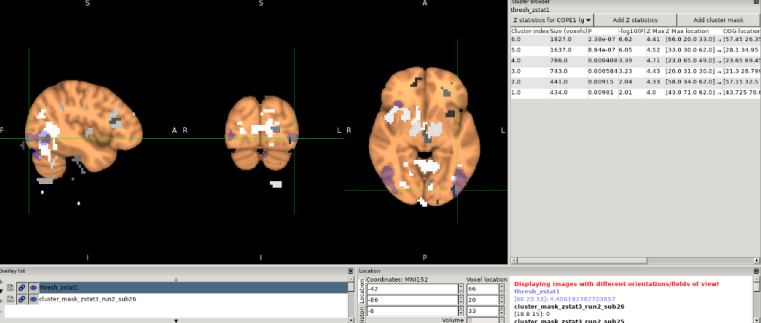 Cluster Browser
thresh_zstat1
Z statistics for COPE1 (g
Add Z statistics
Add cluster mask
Cluster index Size (voxels) P -log10(P) Z Max Z Max location COG location
6.0 1827.0 2.38e-07 6.62 4.41 [66.0 20.0 33.0] [57.45 26.35
5.0 1637.0 8.94e-07 6.05 4.52 [33.0 30.0 62.0] [28.1 34.95
4.0 786.0 0.000408 3.39 4.71 [23.0 65.0 49.0] [23.65 69.45
3.0 743.0 0.000584 3.23 4.43 [20.0 31.0 30.0] [21.3 28.79
2.0 441.0 0.00915 2.04 4.33 [58.0 34.0 62.0] [57.15 32.5
1.0 434.0 0.00981 2.01 4.0 [43.0 71.0 62.0] [43.725 70.6
S S A
P A R L R L
I I P
Overlay list
thresh_zstat1
cluster_mask_zstat3_run2_sub26
Location
Coordinates: MNI152 Voxel location
-42 66
-86 20
-6 33
Volume 0
Displaying images with different orientations/fields of view!
thresh_zstat1
[66 20 33]: 4.406192302703857
cluster_mask_zstat3_run2_sub26
[18 8 15]: 0
cluster_mask_zstat3_run2_sub25